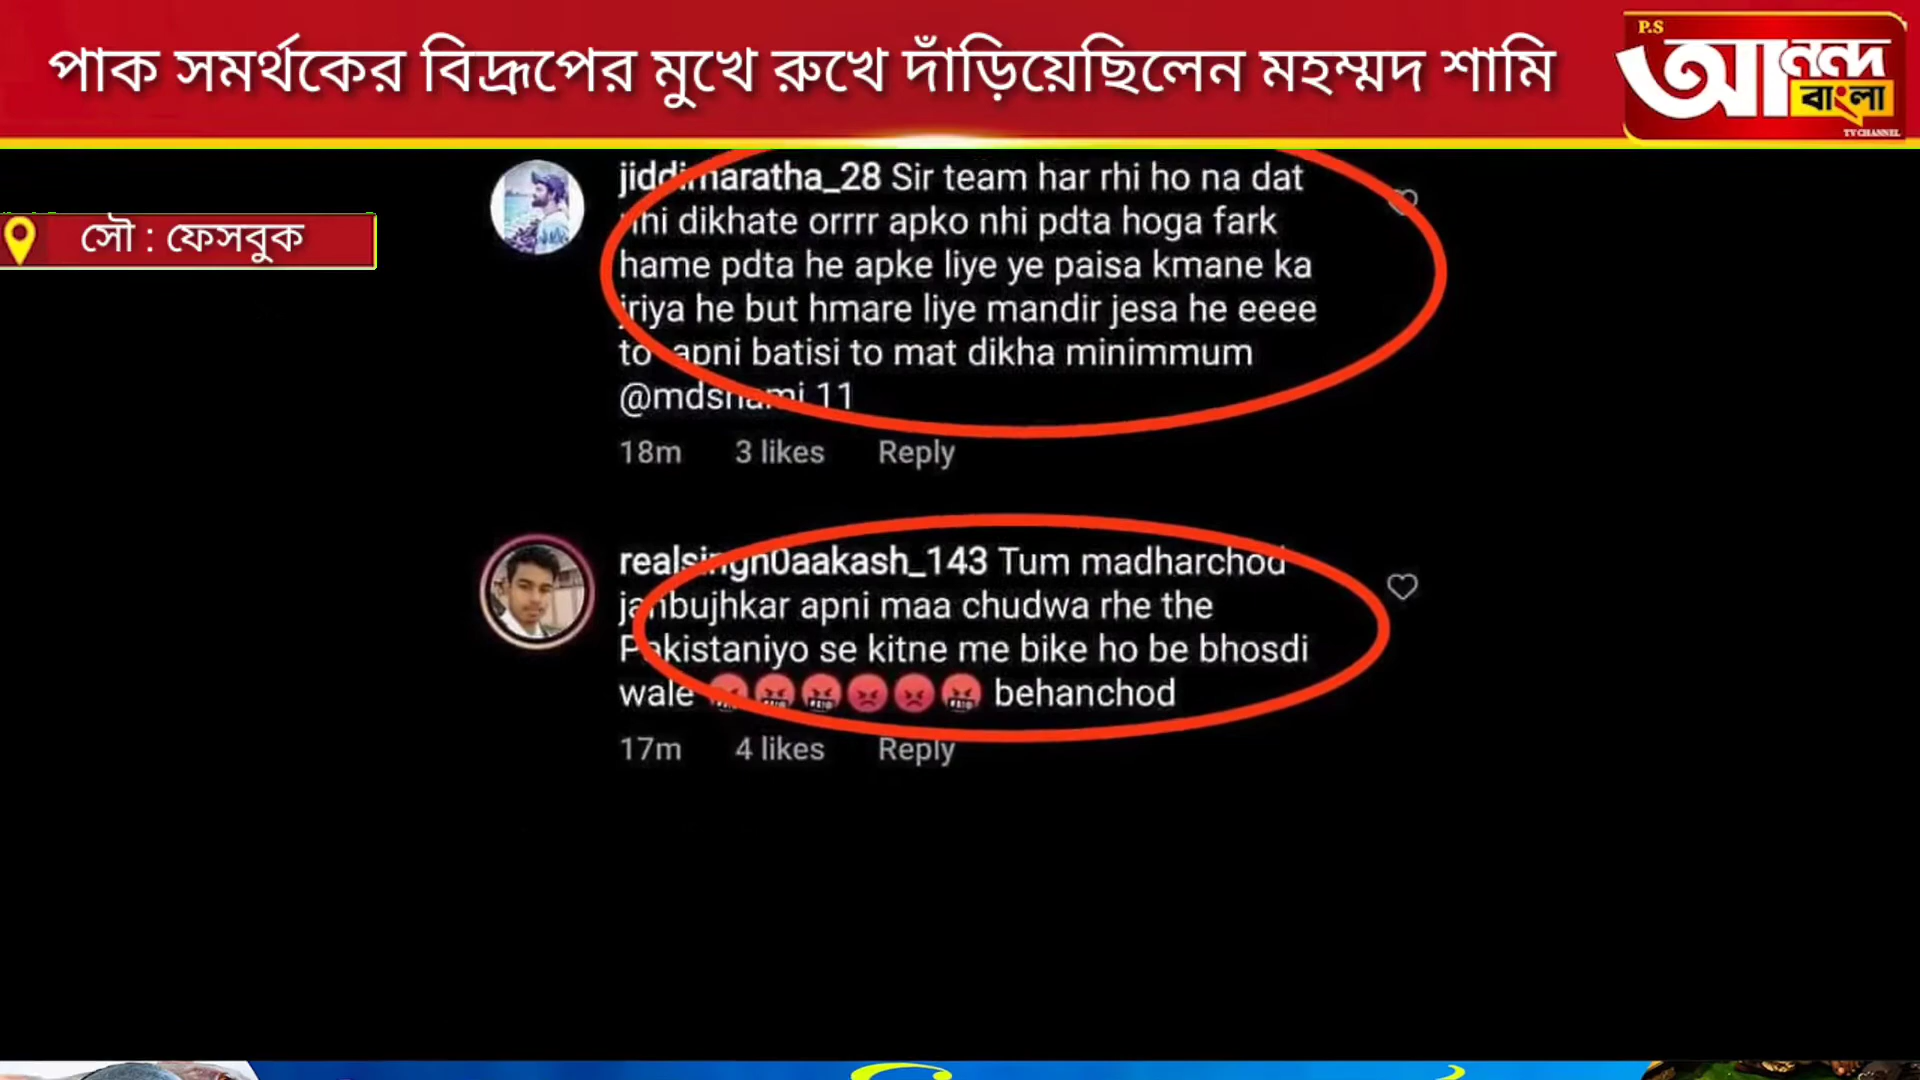 পাক সমর্থকের বিদ্রূপের মুখে রুখে দাঁড়িয়েছিলেন মহম্মদ শামি
P.S
আনন্দ
বাংলা
TV CHANNEL
সৌ : ফেসবুক
jiddimaratha_28 Sir team har rhi ho na dat
nhi dikhate orrrr apko nhi pdta hoga fark
hame pdta he apke liye ye paisa kmane ka
jriya he but hmare liye mandir jesa he eeee
to apni batisi to mat dikha minimmum
@mdshami 11
18m 3 likes Reply
realsingh0aakash_143 Tum madharchod
janbujhkar apni maa chudwa rhe the
Pakistaniyo se kitne me bike ho be bhosdi
wale 🤬🤬🤬😡😡🤬 behanchod
17m 4 likes Reply